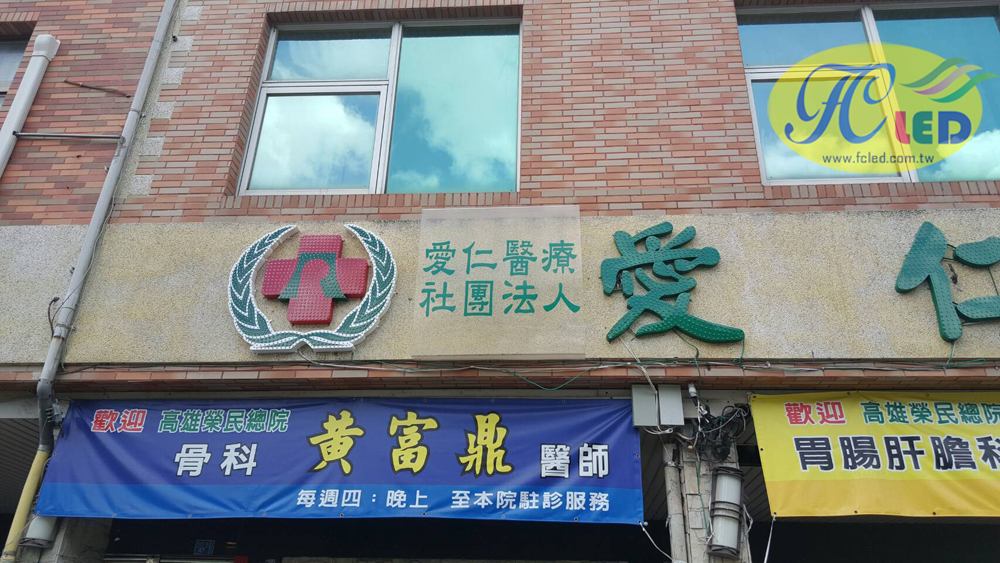 FC LED
www.fcled.com.tw
愛仁醫療
社團法人
愛仁
歡迎 高雄榮民總院
骨科 黃富鼎 醫師
每週四：晚上 至本院駐診服務
歡迎 高雄榮民總院
胃腸肝膽科